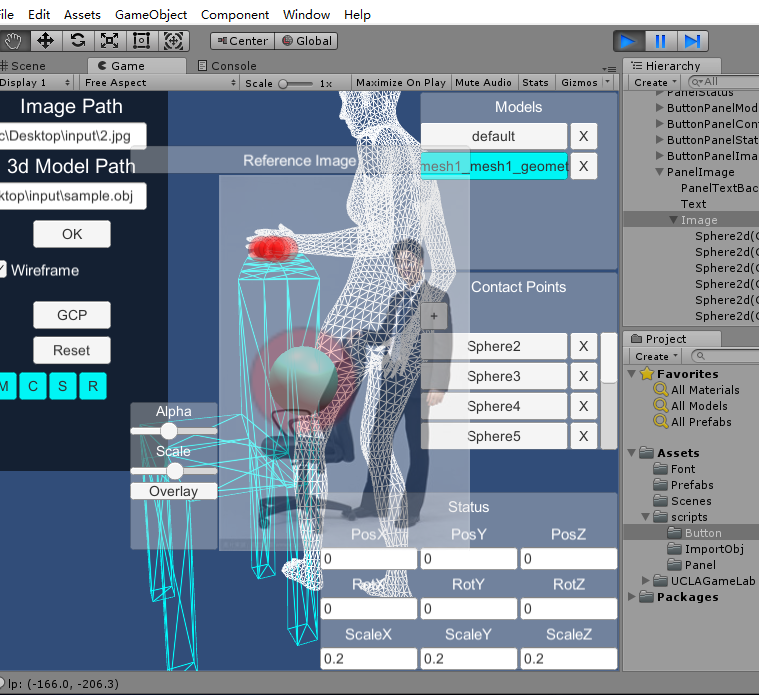 File Edit Assets GameObject Component Window Help
Center Global
Scene Game Console
Display 1 Free Aspect Scale 1x Maximize On Play Mute Audio Stats Gizmos
Image Path
c\Desktop\input\2.jpg
3d Model Path
ktop\input\sample.obj
OK
Wireframe
GCP
Reset
M C S R
Reference Image
Alpha
Scale
Overlay
Models
default X
mesh1_mesh1_geomet X
Contact Points
+
Sphere2 X
Sphere3 X
Sphere4 X
Sphere5 X
Status
PosX PosY PosZ
0 0 0
RotX RotY RotZ
0 0 0
ScaleX ScaleY ScaleZ
0.2 0.2 0.2
Hierarchy
Create All
PanelStatus
ButtonPanelMod
ButtonPanelCon
ButtonPanelStat
ButtonPanelIma
PanelImage
PanelTextBac
Text
Image
Sphere2d(C
Sphere2d(C
Sphere2d(C
Sphere2d(C
Sphere2d(C
Sphere2d(C
Project
Create
Favorites
All Materials
All Models
All Prefabs
Assets
Font
Prefabs
Scenes
scripts
Button
ImportObj
Panel
UCLAGameLab
Packages
lp: (-166.0, -206.3)